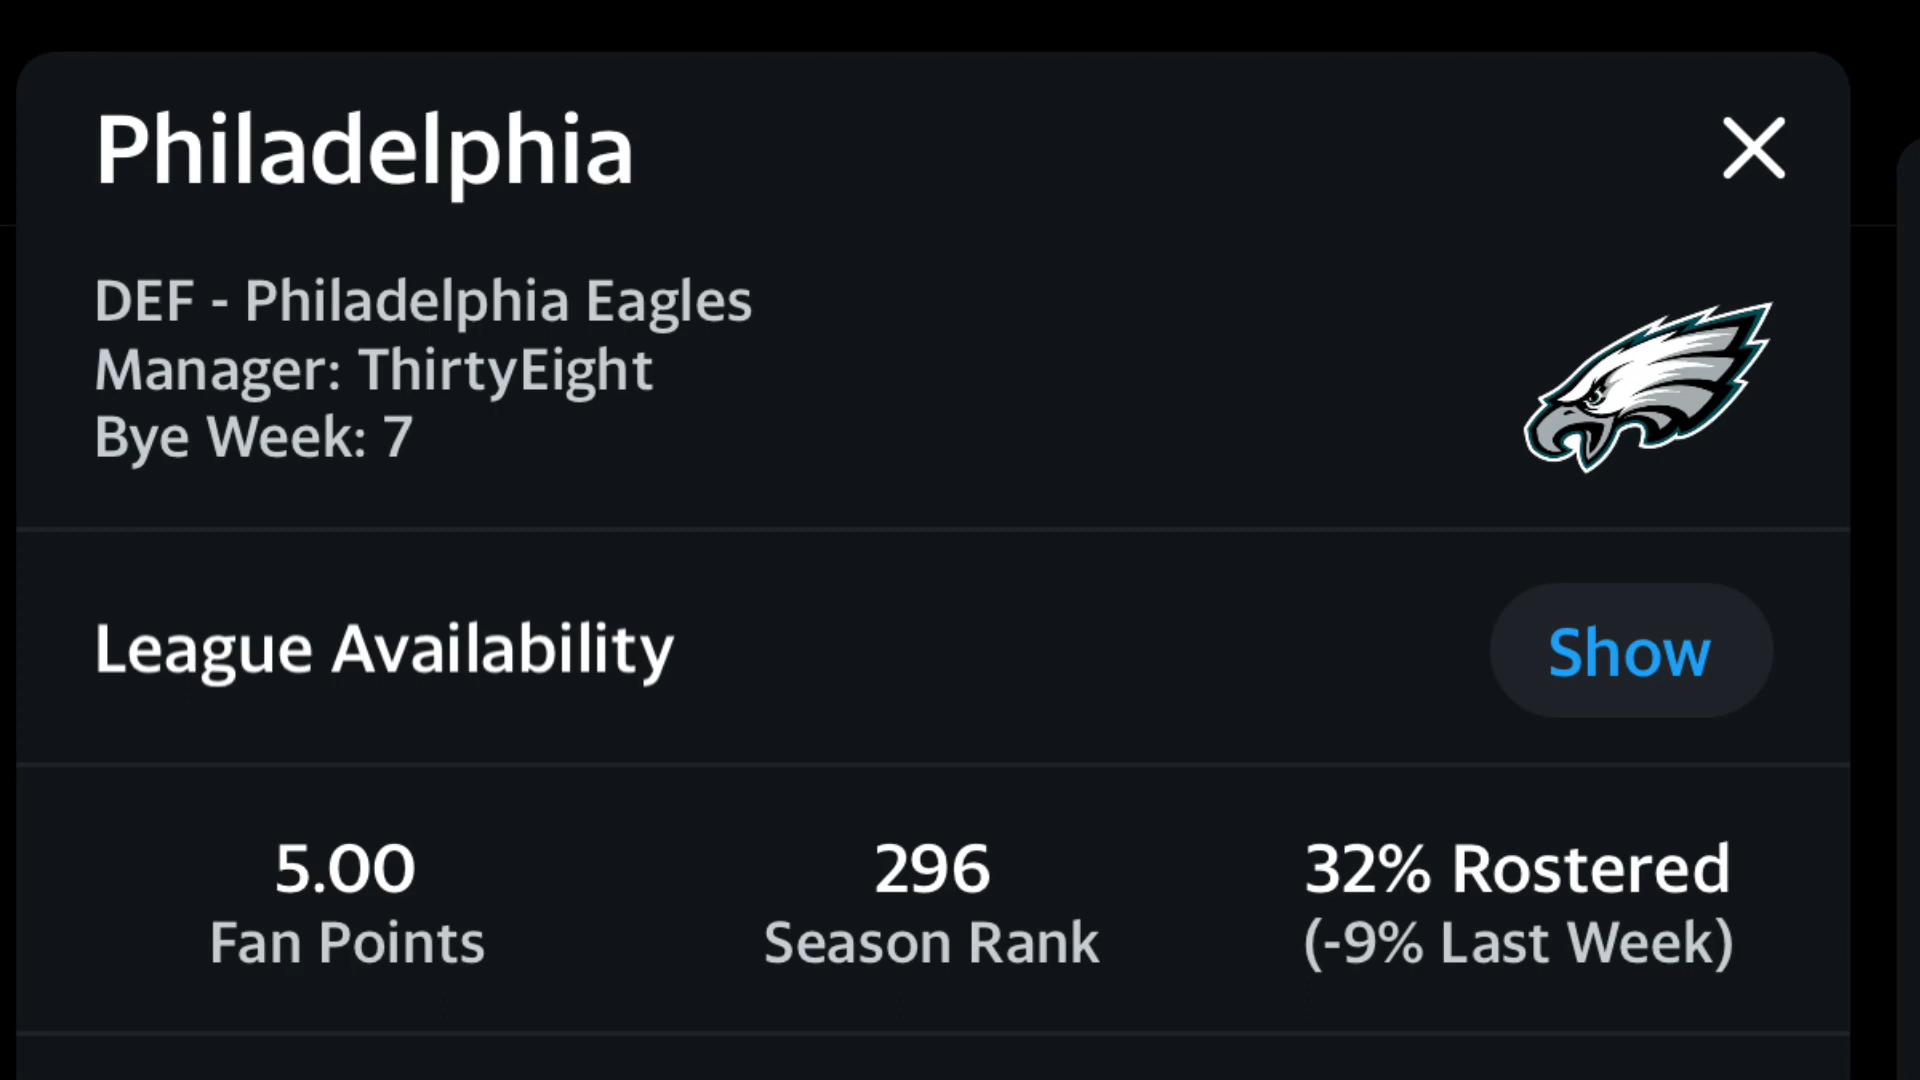 Philadelphia
DEF - Philadelphia Eagles
Manager: ThirtyEight
Bye Week: 7
League Availability
Show
5.00
Fan Points
296
Season Rank
32% Rostered
(-9% Last Week)